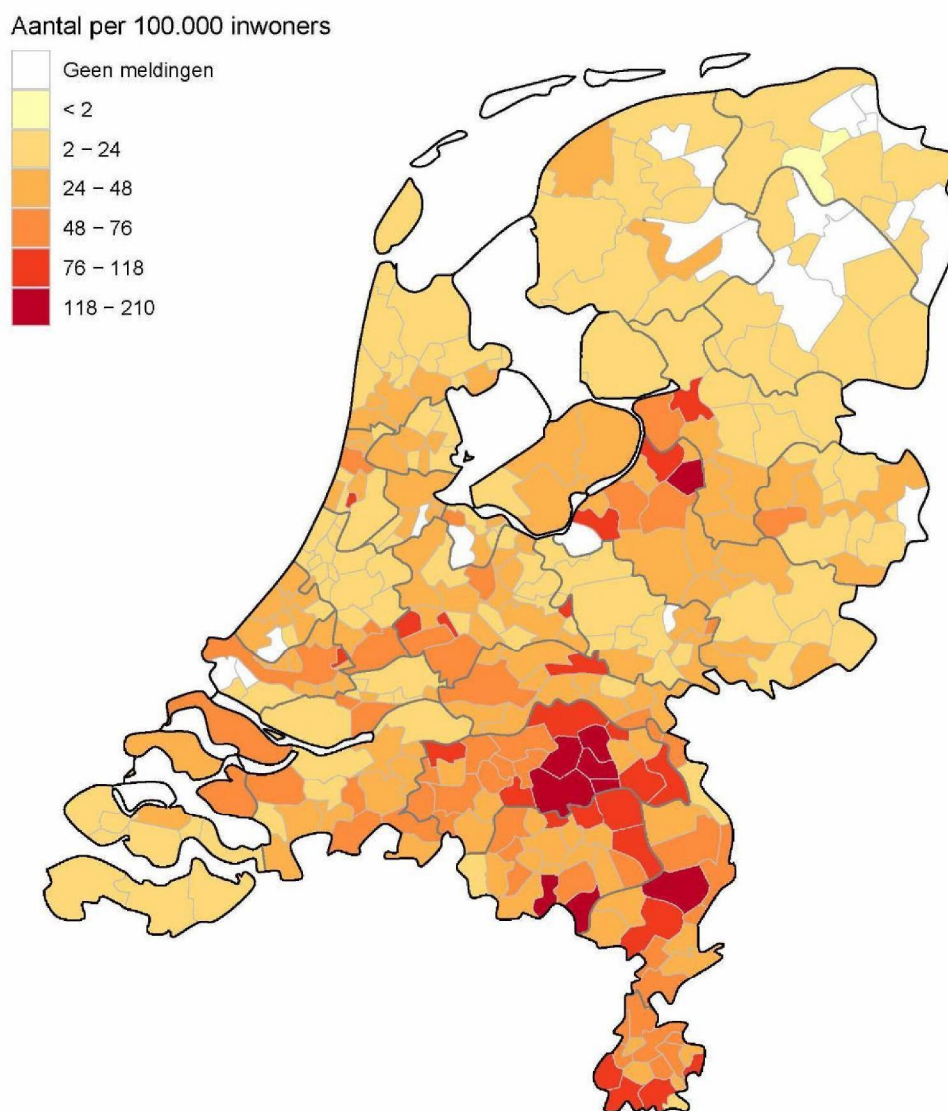 Aantal per 100.000 inwoners
Geen meldingen
< 2
2 – 24
24 – 48
48 – 76
76 – 118
118 – 210